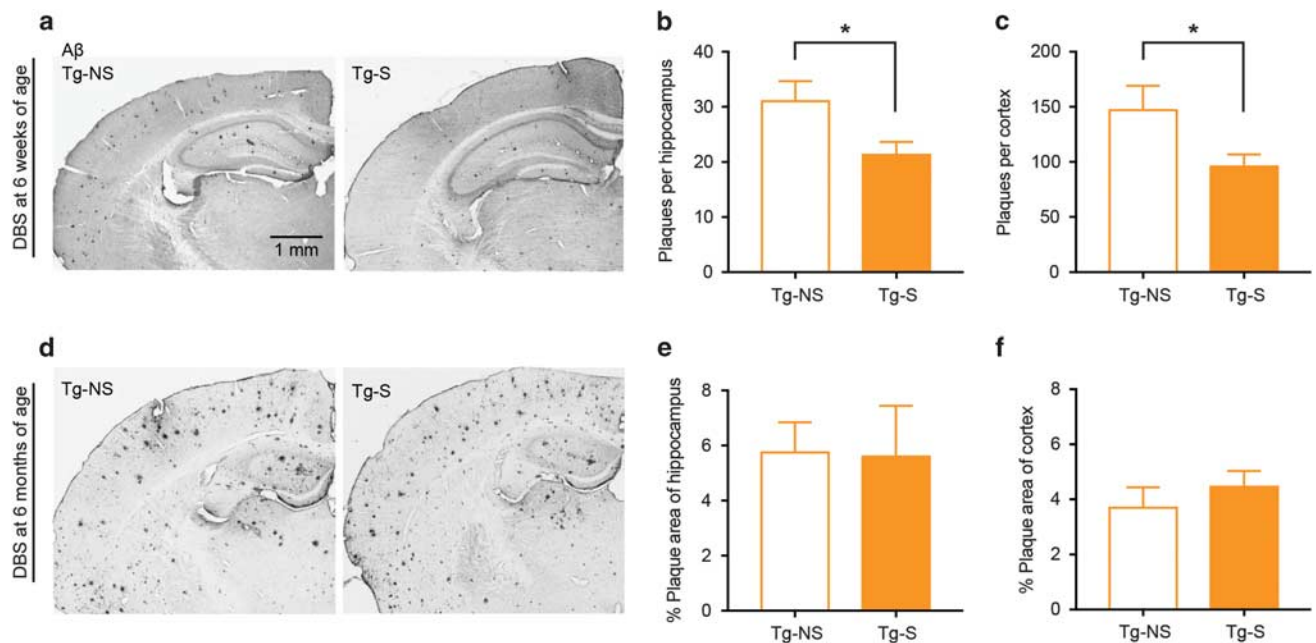 a
DBS at 6 weeks of age
Aβ
Tg-NS
Tg-S
1 mm
b
*
Plaques per hippocampus
40
30
20
10
0
Tg-NS
Tg-S
c
*
Plaques per cortex
200
150
100
50
0
Tg-NS
Tg-S
d
DBS at 6 months of age
Tg-NS
Tg-S
e
% Plaque area of hippocampus
8
6
4
2
0
Tg-NS
Tg-S
f
% Plaque area of cortex
8
6
4
2
0
Tg-NS
Tg-S